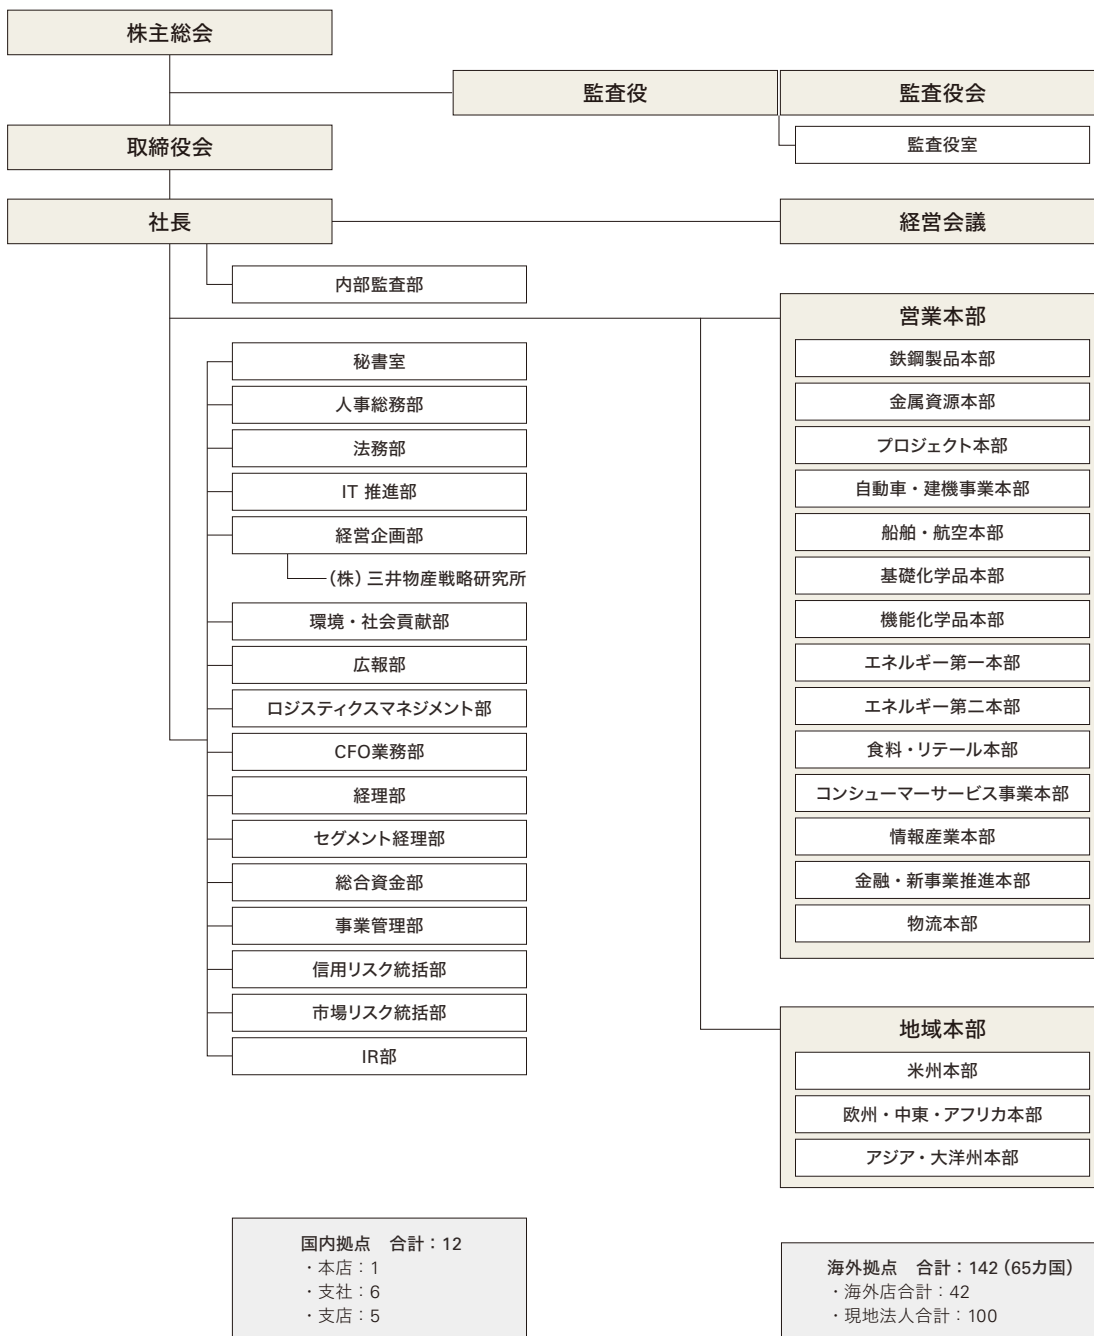 株主総会
監査役
監査役会
取締役会
監査役室
社長
経営会議
内部監査部
秘書室
人事総務部
法務部
IT 推進部
経営企画部
(株) 三井物産戦略研究所
環境・社会貢献部
広報部
ロジスティクスマネジメント部
CFO業務部
経理部
セグメント経理部
総合資金部
事業管理部
信用リスク統括部
市場リスク統括部
IR部
営業本部
鉄鋼製品本部
金属資源本部
プロジェクト本部
自動車・建機事業本部
船舶・航空本部
基礎化学品本部
機能化学品本部
エネルギー第一本部
エネルギー第二本部
食料・リテール本部
コンシューマーサービス事業本部
情報産業本部
金融・新事業推進本部
物流本部
地域本部
米州本部
欧州・中東・アフリカ本部
アジア・大洋州本部
国内拠点　合計：12
・本店：1
・支社：6
・支店：5
海外拠点　合計：142 (65カ国)
・海外店合計：42
・現地法人合計：100